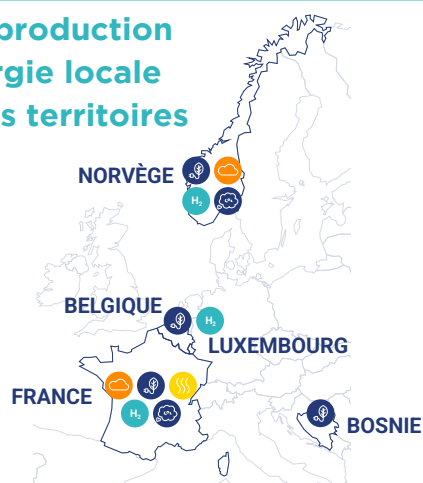 production
rgie locale
s territoires
NORVÈGE
H₂
BELGIQUE
H₂
LUXEMBOURG
FRANCE
H₂
BOSNIE